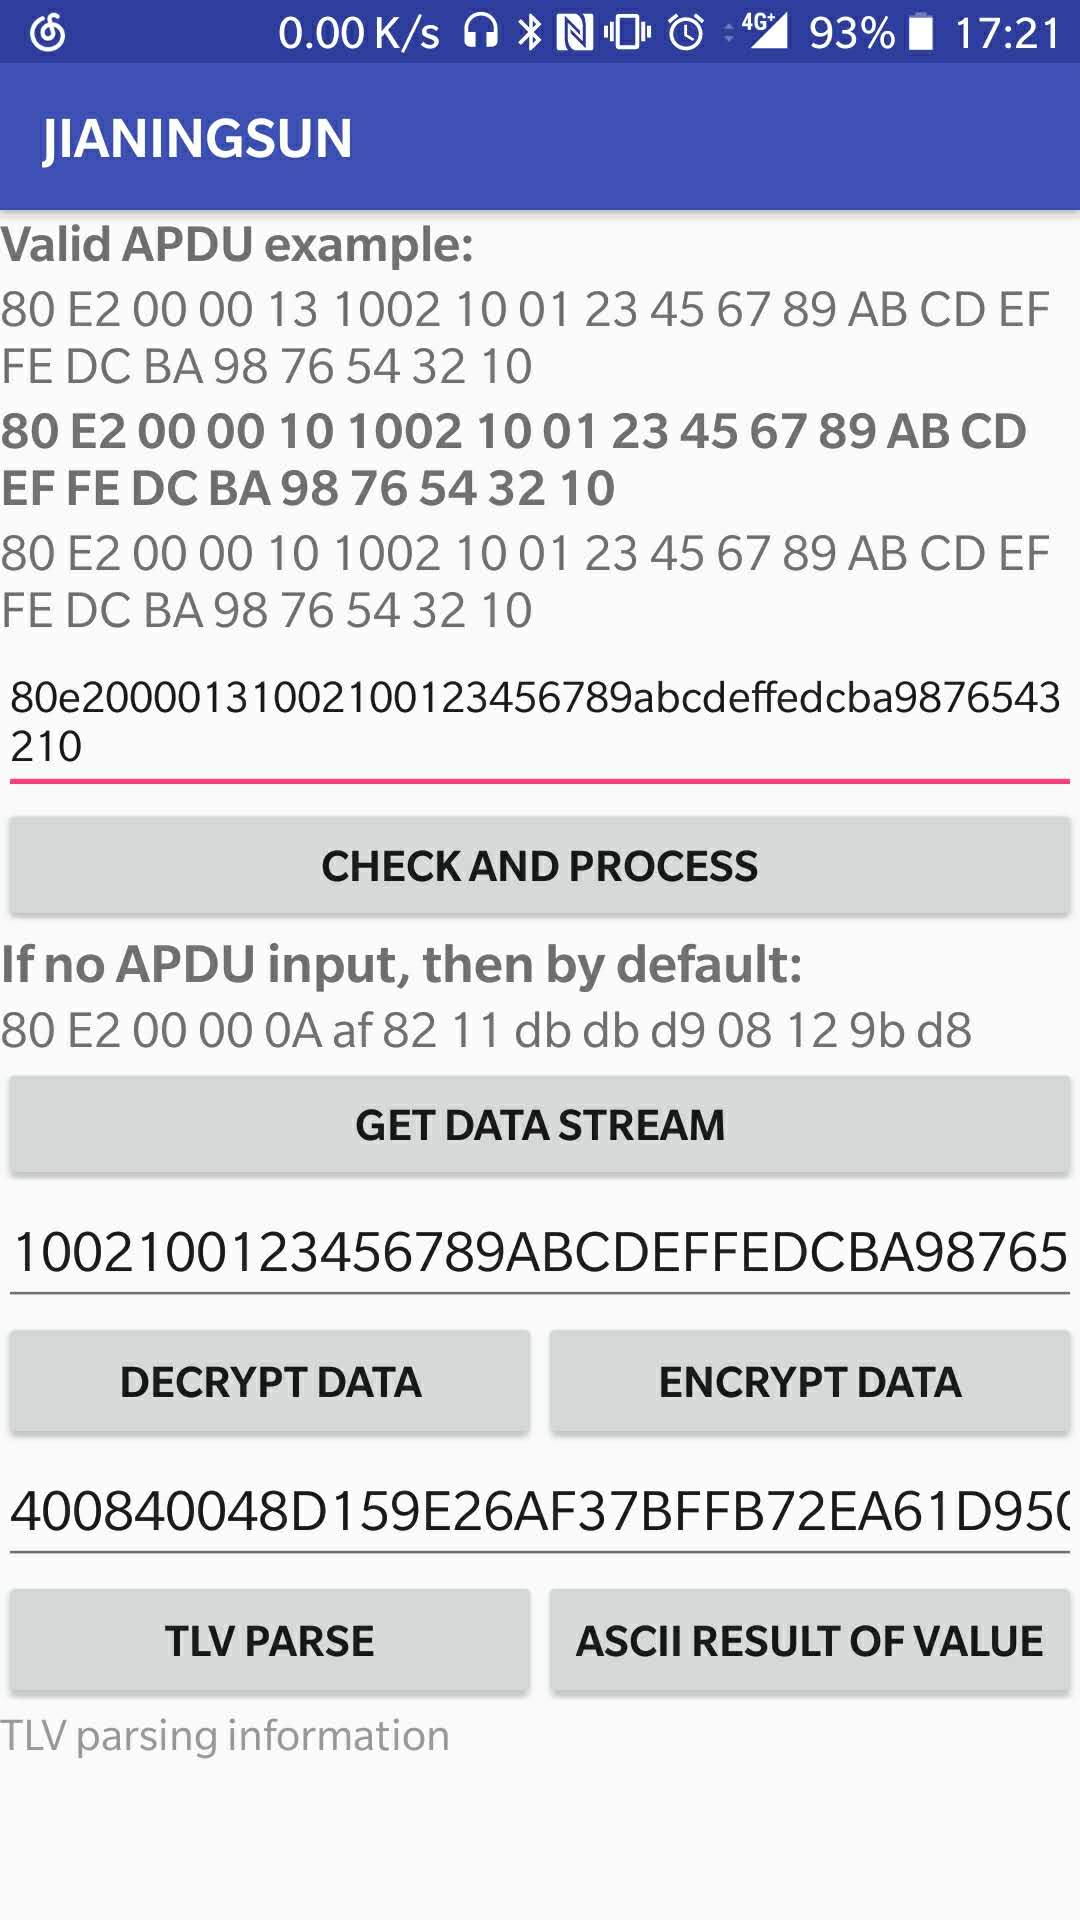 0.00 K/s 4G+ 93% 17:21
JIANINGSUN
Valid APDU example:
80 E2 00 00 13 1002 10 01 23 45 67 89 AB CD EF
FE DC BA 98 76 54 32 10
80 E2 00 00 10 1002 10 01 23 45 67 89 AB CD
EF FE DC BA 98 76 54 32 10
80 E2 00 00 10 1002 10 01 23 45 67 89 AB CD EF
FE DC BA 98 76 54 32 10
80e20000131002100123456789abcdeffedcba9876543
210
CHECK AND PROCESS
If no APDU input, then by default:
80 E2 00 00 0A af 82 11 db db d9 08 12 9b d8
GET DATA STREAM
1002100123456789ABCDEFFEDCBA98765
DECRYPT DATA ENCRYPT DATA
400840048D159E26AF37BFFB72EA61D950
TLV PARSE ASCII RESULT OF VALUE
TLV parsing information